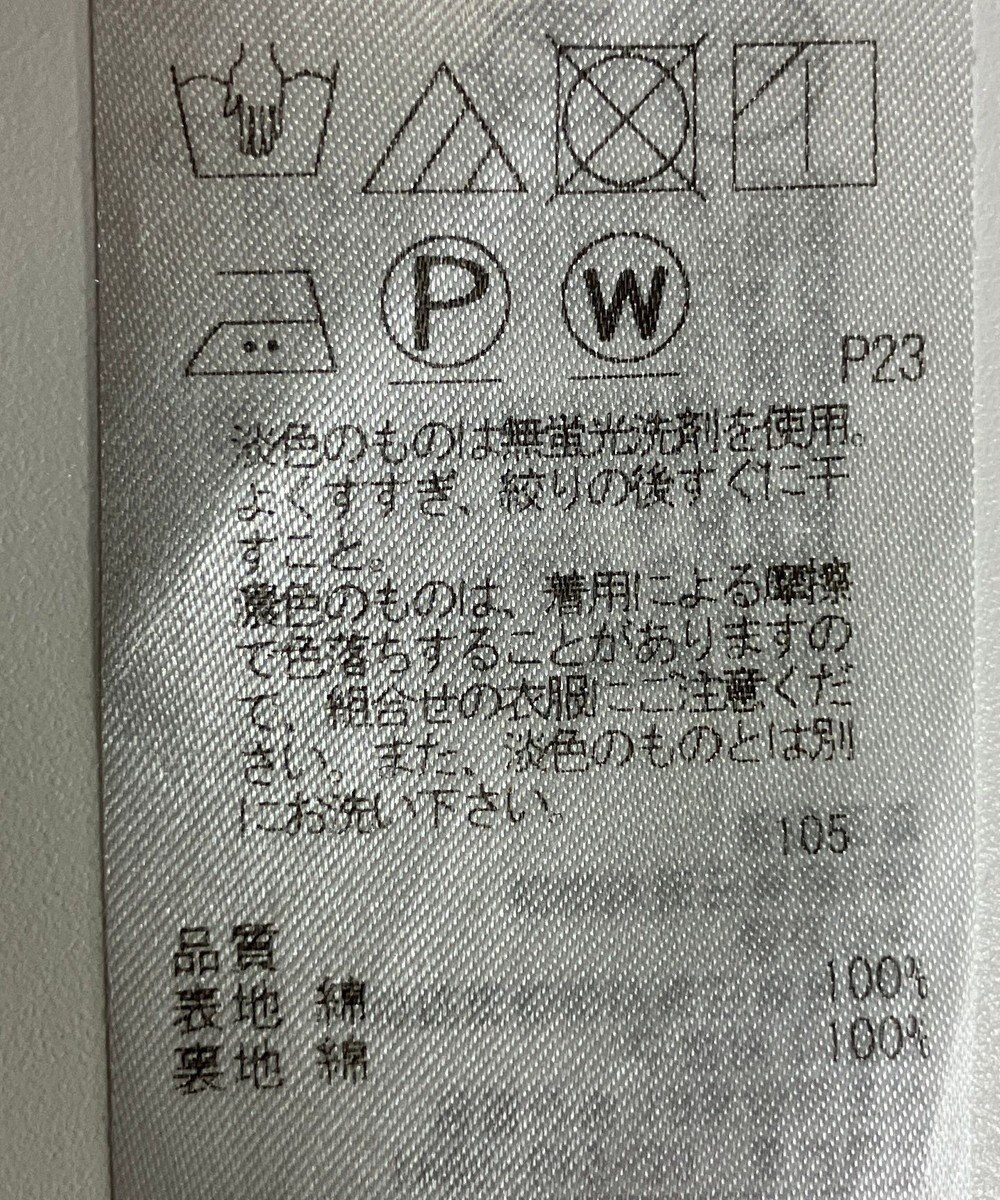 P W
P23
淡色のものは無蛍光洗剤を使用。
よくすすぎ、絞りの後すぐに干
すこと。
濃色のものは、着用による摩擦
で色落ちすることがありますの
で、組合せの衣服にご注意くだ
さい。また、淡色のものとは別
にお洗い下さい。
105
品質
表地 綿 100%
裏地 綿 100%